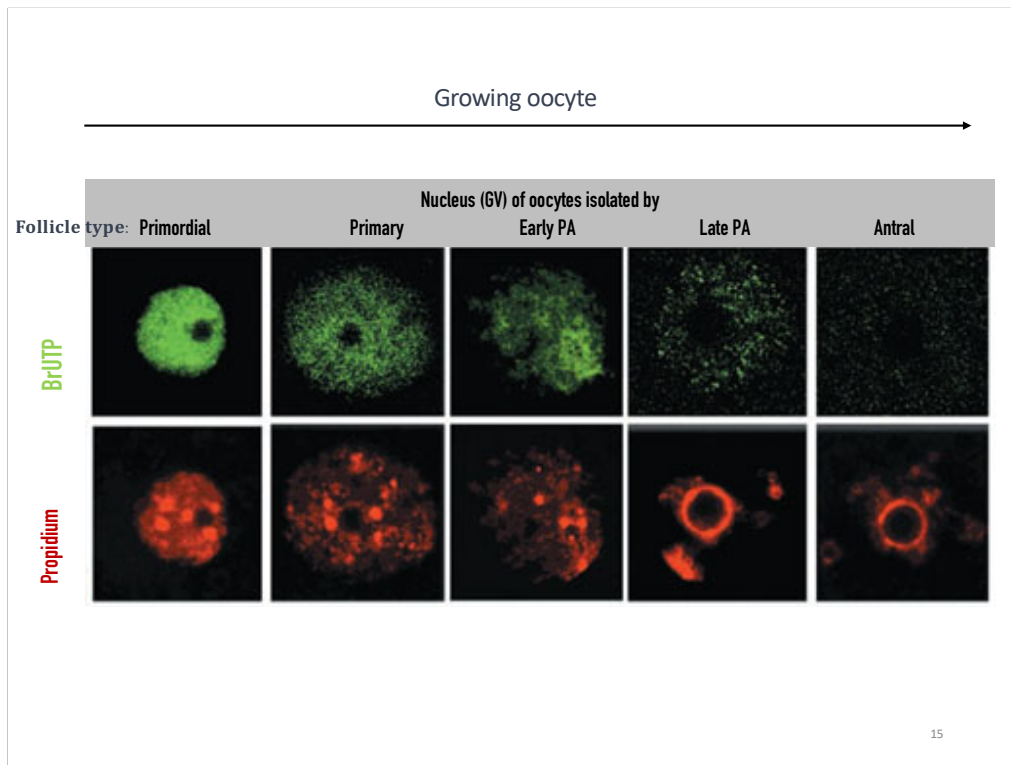 Growing oocyte
Nucleus (GV) of oocytes isolated by
Follicle type: Primordial Primary Early PA Late PA Antral
BrUTP
Propidium
15